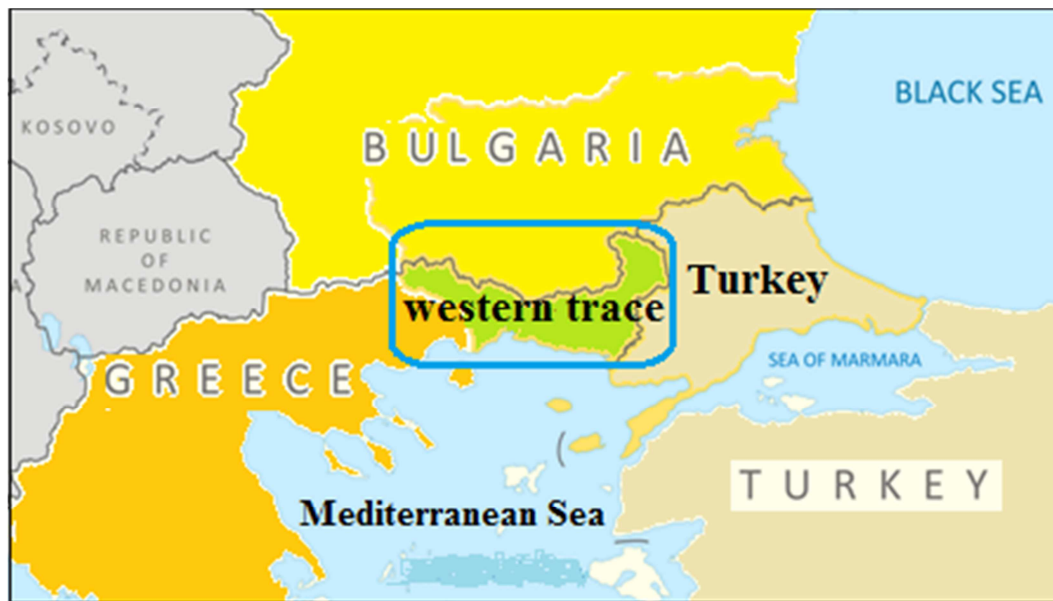 BLACK SEA
KOSOVO
BULGARIA
REPUBLIC
OF
MACEDONIA
Turkey
western trace
SEA OF MARMARA
GREECE
TURKEY
Mediterranean Sea